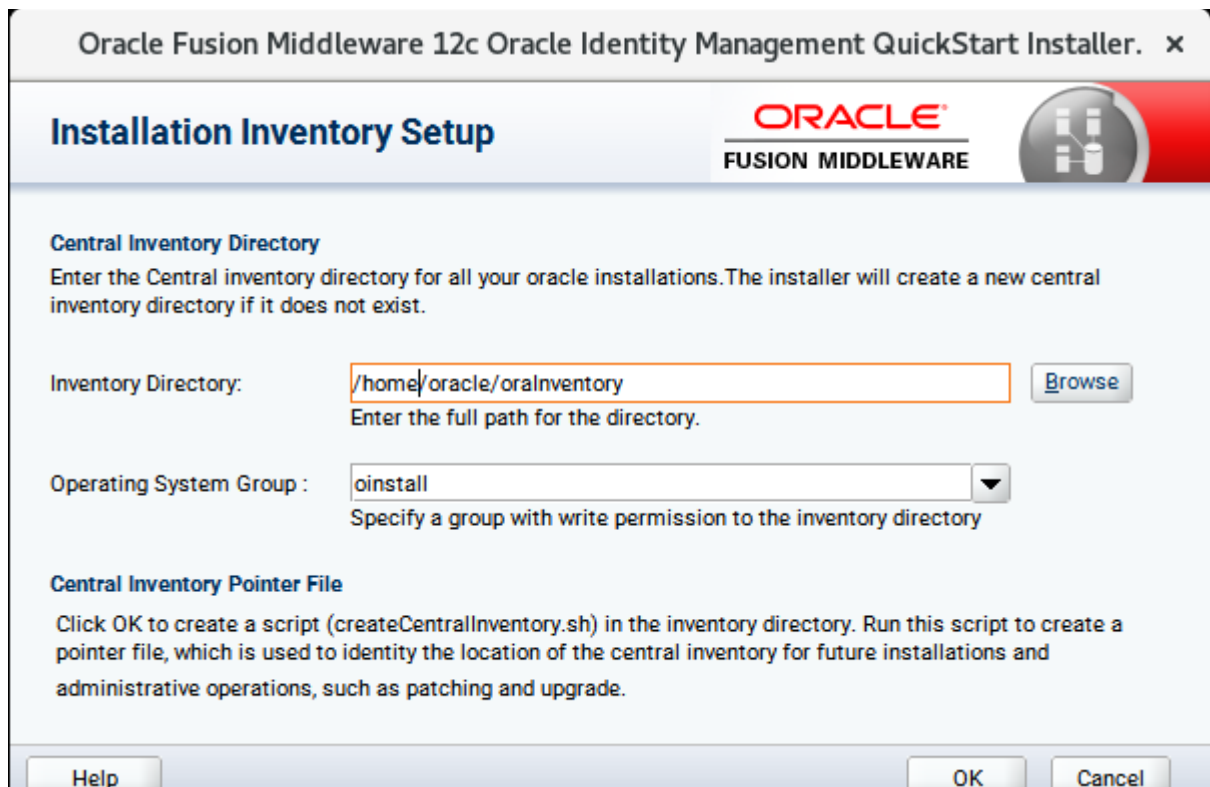 Oracle Fusion Middleware 12c Oracle Identity Management QuickStart Installer. ×
Installation Inventory Setup
ORACLE®
FUSION MIDDLEWARE
Central Inventory Directory
Enter the Central inventory directory for all your oracle installations.The installer will create a new central
inventory directory if it does not exist.
Inventory Directory:
/home/oracle/oraInventory
Browse
Enter the full path for the directory.
Operating System Group :
oinstall
Specify a group with write permission to the inventory directory
Central Inventory Pointer File
Click OK to create a script (createCentralInventory.sh) in the inventory directory. Run this script to create a
pointer file, which is used to identity the location of the central inventory for future installations and
administrative operations, such as patching and upgrade.
Help
OK
Cancel